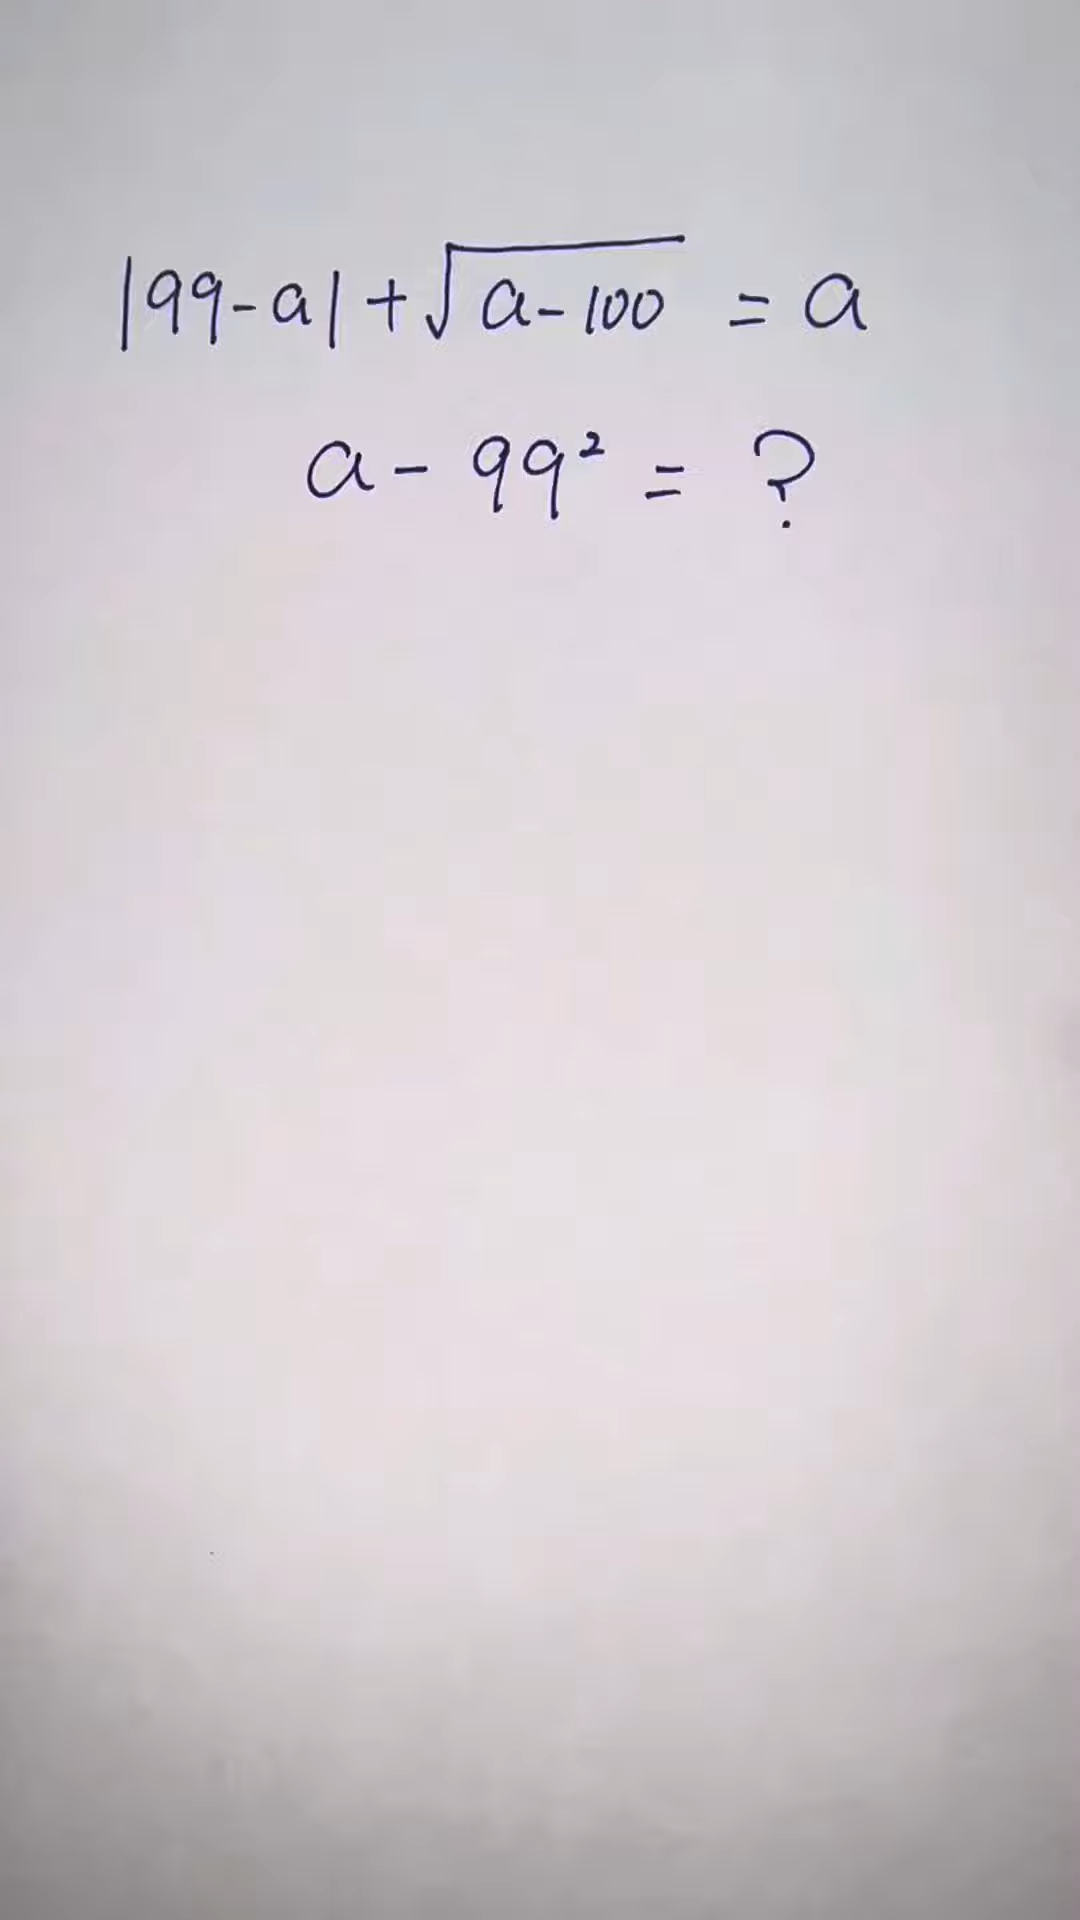 |99-a|+√(a-100) = a
a - 99² = ?